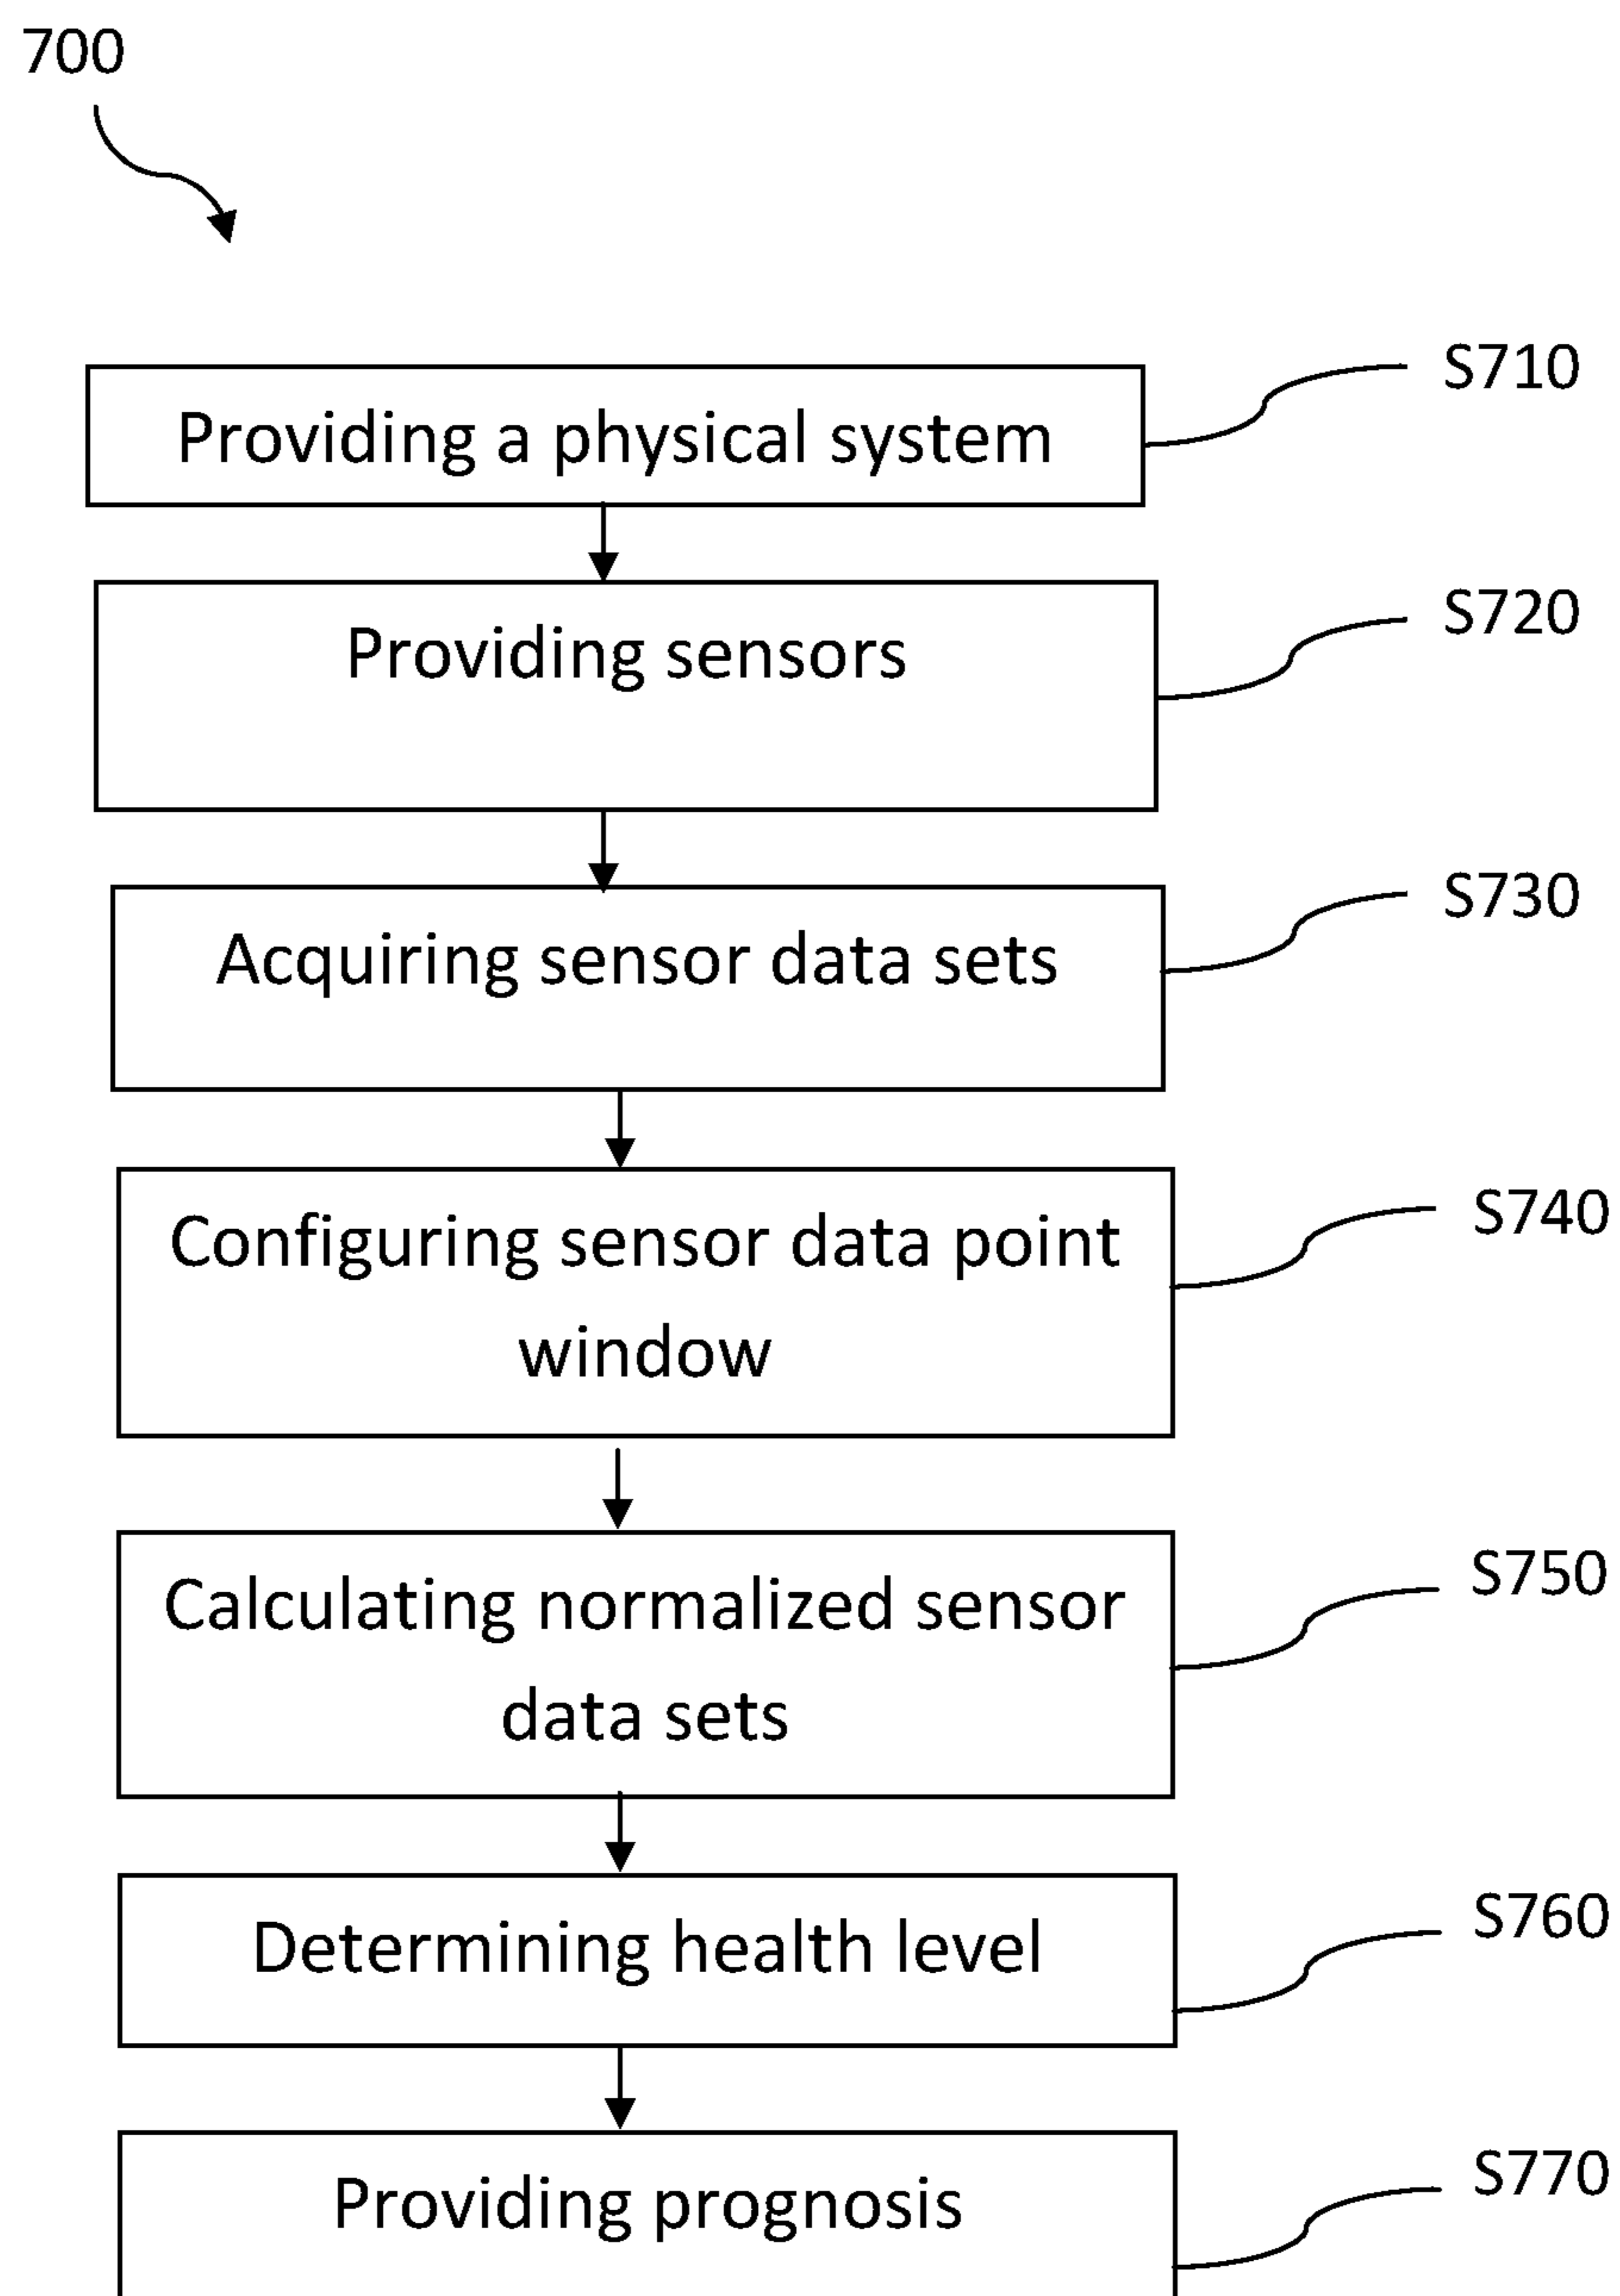 700
Providing a physical system
S710
Providing sensors
S720
Acquiring sensor data sets
S730
Configuring sensor data point
window
S740
Calculating normalized sensor
data sets
S750
Determining health level
S760
Providing prognosis
S770